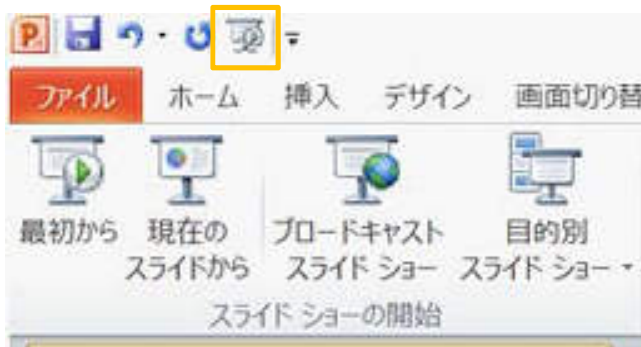 P
ファイル ホーム 挿入 デザイン 画面切り替
最初から 現在の ブロードキャスト 目的別
スライドから スライド ショー スライド ショー
スライド ショーの開始